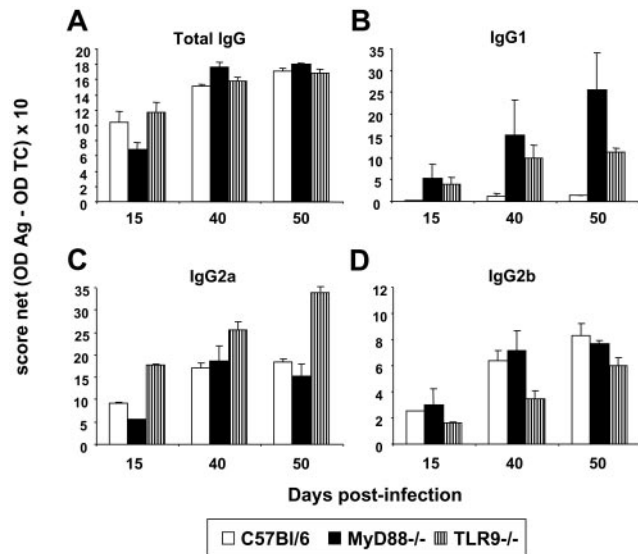 A
Total IgG
20
18
16
14
12
10
8
6
4
2
0
15 40 50
B
IgG1
35
30
25
20
15
10
5
0
15 40 50
score net (OD Ag - OD TC) x 10
C
IgG2a
35
30
25
20
15
10
5
0
15 40 50
D
IgG2b
12
10
8
6
4
2
0
15 40 50
Days post-infection
C57Bl/6 MyD88-/- TLR9-/-